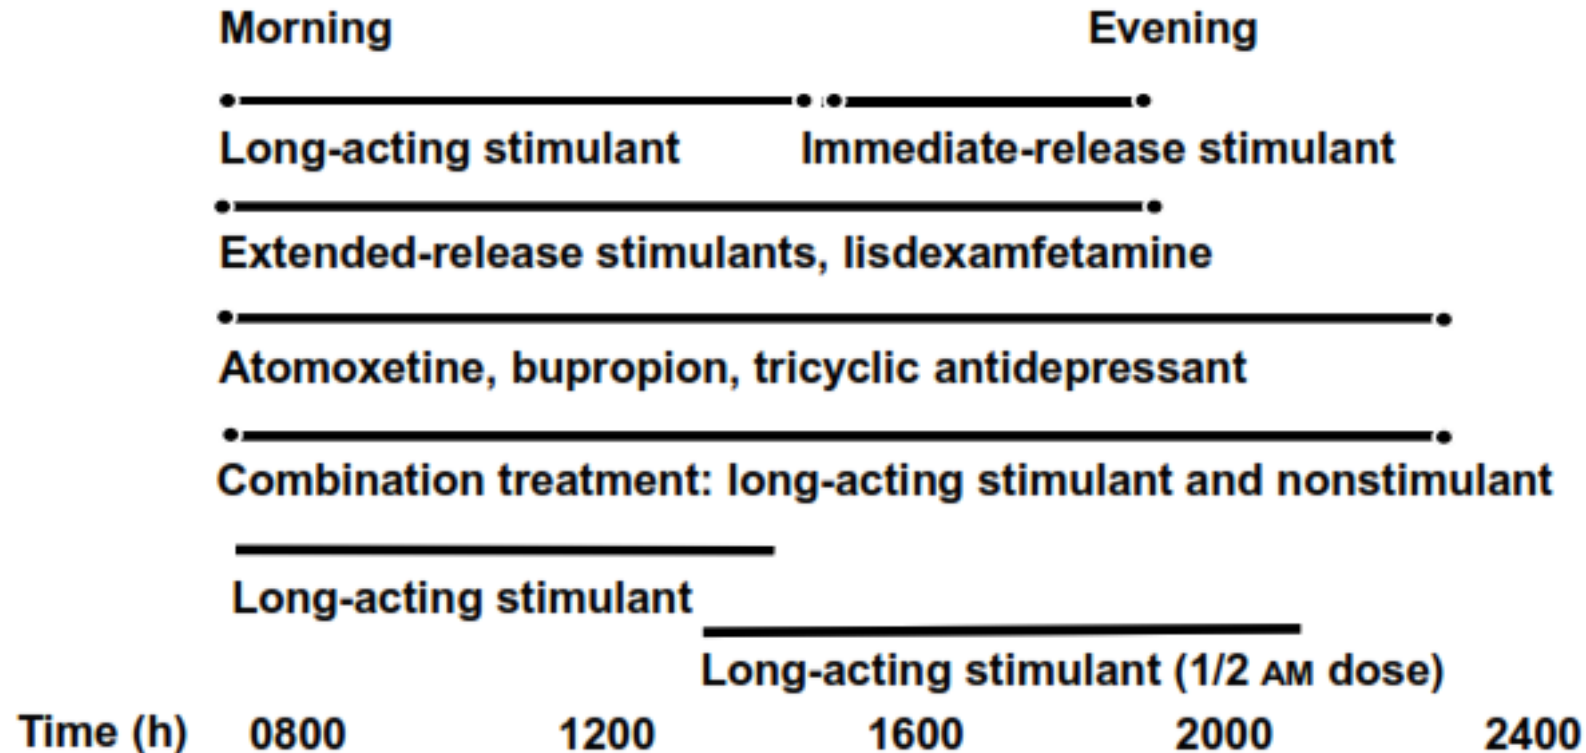 Morning Evening
Long-acting stimulant Immediate-release stimulant
Extended-release stimulants, lisdexamfetamine
Atomoxetine, bupropion, tricyclic antidepressant
Combination treatment: long-acting stimulant and nonstimulant
Long-acting stimulant
Long-acting stimulant (1/2 AM dose)
Time (h) 0800 1200 1600 2000 2400